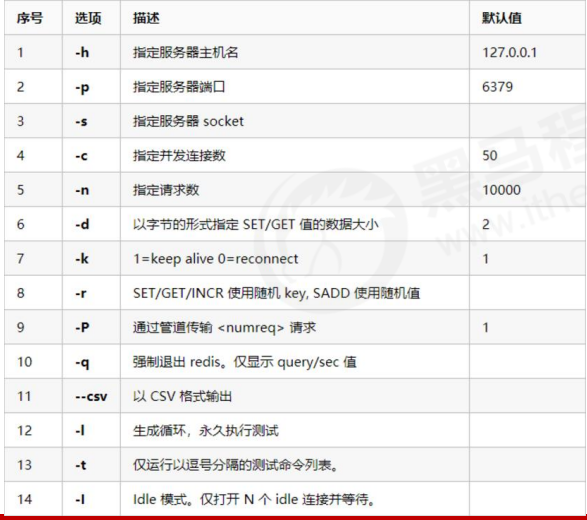 序号 选项 描述 默认值
1 -h 指定服务器主机名 127.0.0.1
2 -p 指定服务器端口 6379
3 -s 指定服务器 socket
4 -c 指定并发连接数 50
5 -n 指定请求数 10000
6 -d 以字节的形式指定 SET/GET 值的数据大小 2
7 -k 1=keep alive 0=reconnect 1
8 -r SET/GET/INCR 使用随机 key, SADD 使用随机值
9 -P 通过管道传输 <numreq> 请求 1
10 -q 强制退出 redis。仅显示 query/sec 值
11 --csv 以 CSV 格式输出
12 -l 生成循环，永久执行测试
13 -t 仅运行以逗号分隔的测试命令列表。
14 -I Idle 模式。仅打开 N 个 idle 连接并等待。
黑马程
www.ithe